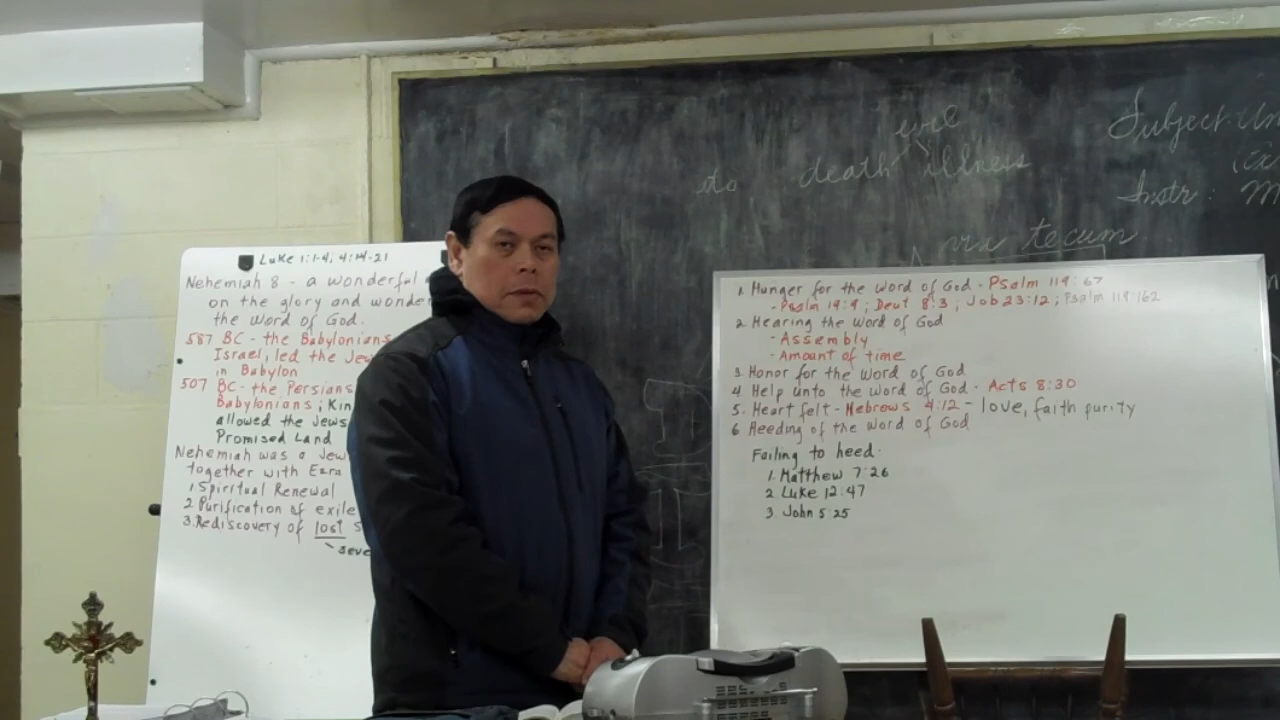 Luke 1:1-4, 4:14-21
Nehemiah 8 - a wonderful
on the glory and wonder
the Word of God.
587 BC - the Babylonians
Israel, led the Jew
in Babylon
507 BC - the Persians
Babylonians; Kin
allowed the Jews
Promised Land
Nehemiah was a Jew
together with Ezra
1 Spiritual Renewal
2 Purification of exile
3. Rediscovery of lost S
seve
evil
to death illness
Subject:
Instr: M
tecum
1. Hunger for the Word of God - Psalm 119:67
- Psalm 19:9; Deut 8:3; Job 23:12; Psalm 119:162
2 Hearing the Word of God
- Assembly
- Amount of time
3 Honor for the Word of God
4. Help unto the Word of God - Acts 8:30
5. Heart felt - Hebrews 4:12 - love, faith purity
6 Heeding of the Word of God
Failing to heed:
1. Matthew 7:26
2 Luke 12:47
3. John 5:25